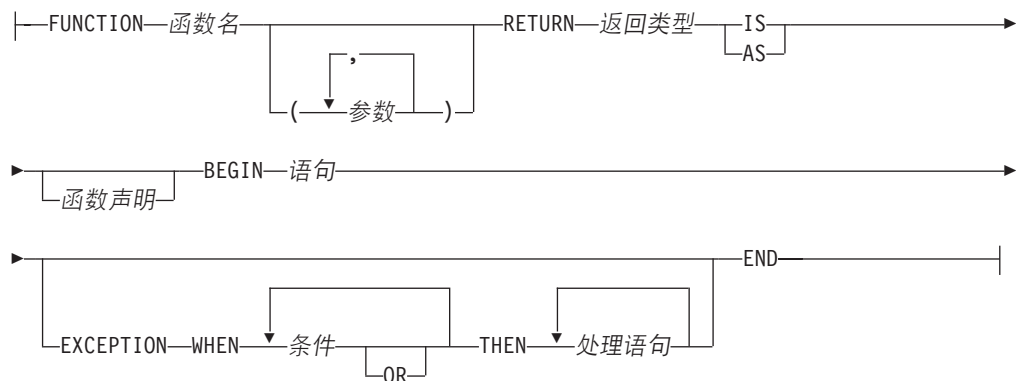 FUNCTION 函数名 RETURN 返回类型 IS
AS
,
( 参数 )
BEGIN 语句
函数声明
END
EXCEPTION WHEN 条件 THEN 处理语句
OR